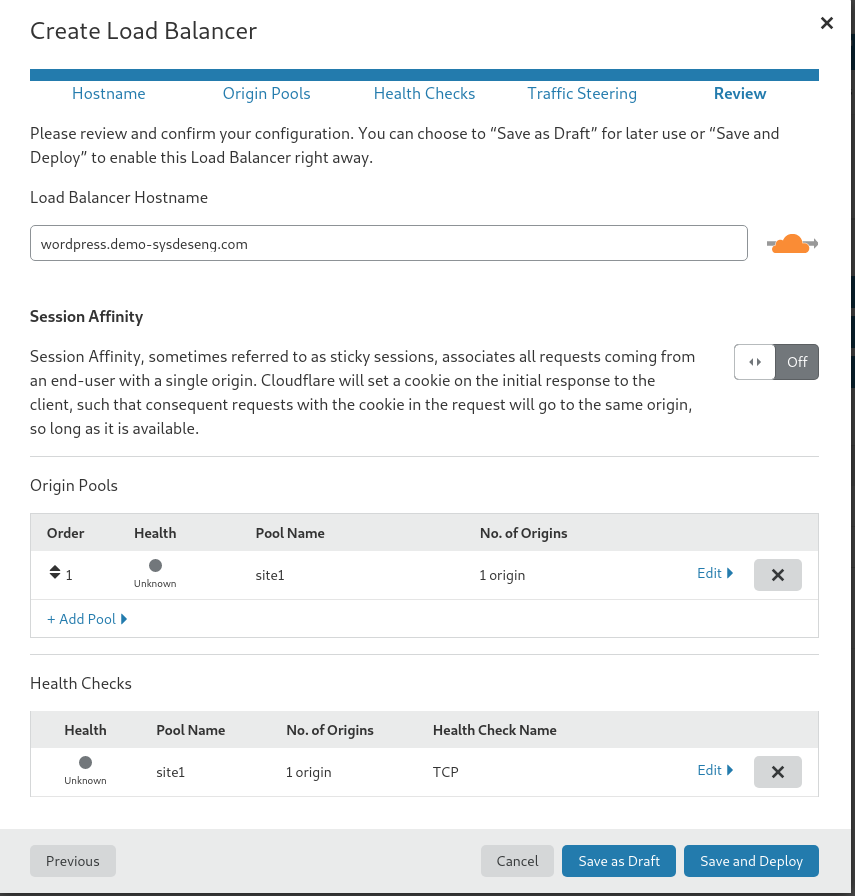 Create Load Balancer
Hostname Origin Pools Health Checks Traffic Steering Review
Please review and confirm your configuration. You can choose to “Save as Draft” for later use or “Save and
Deploy” to enable this Load Balancer right away.
Load Balancer Hostname
wordpress.demo-sysdeseng.com
Session Affinity
Session Affinity, sometimes referred to as sticky sessions, associates all requests coming from
an end-user with a single origin. Cloudflare will set a cookie on the initial response to the
client, such that consequent requests with the cookie in the request will go to the same origin,
so long as it is available.
Off
Origin Pools
Order Health Pool Name No. of Origins
1 Unknown site1 1 origin Edit
+ Add Pool
Health Checks
Health Pool Name No. of Origins Health Check Name
Unknown site1 1 origin TCP Edit
Previous Cancel Save as Draft Save and Deploy